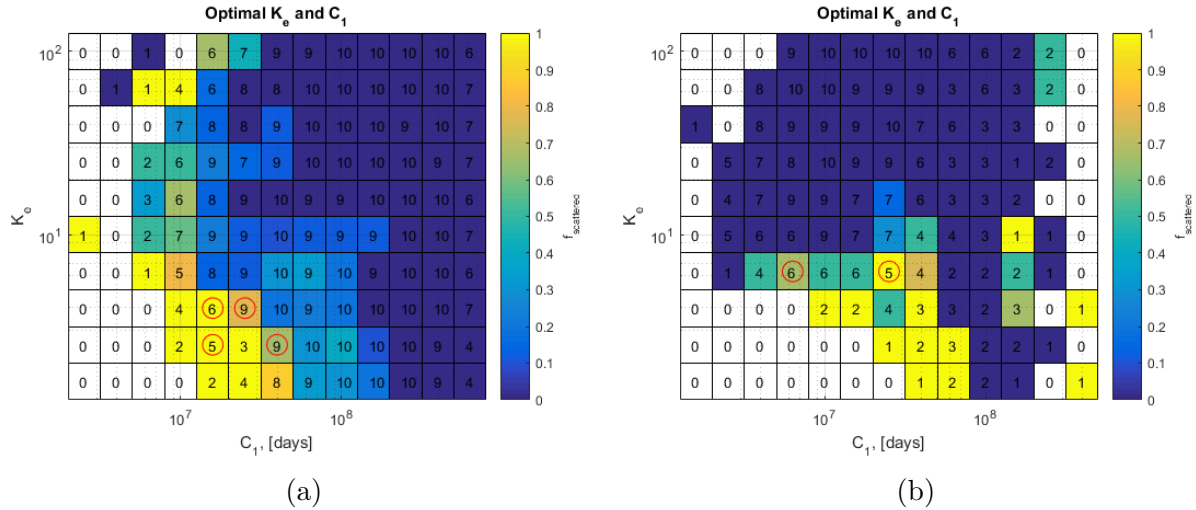 Optimal K_e and C_1
10^2
10^1
K_e
0 0 1 0 6 7 9 9 10 10 10 10 6
0 1 1 4 6 8 8 10 10 10 10 10 7
0 0 0 7 8 8 9 10 10 10 9 10 7
0 0 2 6 9 7 9 10 10 10 10 9 7
0 0 3 6 8 9 10 10 10 10 10 10 7
1 0 2 7 9 9 10 9 9 9 10 10 6
0 0 1 5 8 9 10 9 10 10 10 10 7
0 0 0 4 6 9 10 10 9 10 10 10 6
0 0 0 2 5 3 9 10 10 10 10 9 4
0 0 0 0 2 4 8 9 10 10 10 9 4
10^7 10^8
C_1, [days]
1
0.9
0.8
0.7
0.6
0.5
0.4
0.3
0.2
0.1
0
f_scattered
(a)
Optimal K_e and C_1
10^2
10^1
K_e
0 0 0 9 10 10 10 10 6 6 2 2 0
0 0 8 10 10 9 9 9 3 6 3 2 0
1 0 8 9 9 9 10 7 6 3 3 0 0
0 5 7 8 10 9 9 6 3 3 1 2 0
0 4 7 7 9 7 7 6 3 3 3 0 0
0 5 6 6 9 7 7 4 4 3 1 1 0
0 1 4 6 6 6 5 4 2 2 2 1 0
0 0 0 0 2 2 4 3 3 2 3 0 1
0 0 0 0 0 0 1 2 3 2 2 1 0
0 0 0 0 0 0 0 1 2 2 1 0 1
10^7 10^8
C_1, [days]
1
0.9
0.8
0.7
0.6
0.5
0.4
0.3
0.2
0.1
0
f_scattered
(b)